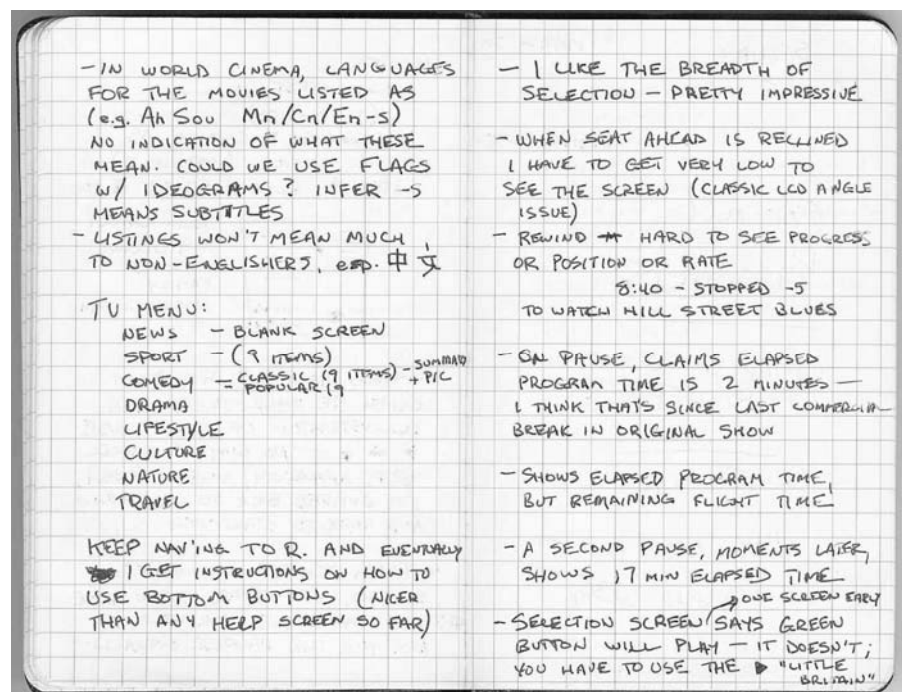 - IN WORLD CINEMA, LANGUAGES
FOR THE MOVIES LISTED AS
(e.g. Ah Sou Mn/Cn/En-s)
NO INDICATION OF WHAT THESE
MEAN. COULD WE USE FLAGS
W/ IDEOGRAMS? INFER -S
MEANS SUBTITLES
- LISTINGS WON'T MEAN MUCH
TO NON-ENGLISHERS, esp. 中文
TV MENU:
NEWS - BLANK SCREEN
SPORT - (9 ITEMS)
COMEDY - CLASSIC (9 ITEMS) - SUMMARY + PIC
= POPULAR (9
DRAMA
LIFESTYLE
CULTURE
NATURE
TRAVEL
KEEP NAV'ING TO R. AND EVENTUALLY
I GET INSTRUCTIONS ON HOW TO
USE BOTTOM BUTTONS (NICER
THAN ANY HELP SCREEN SO FAR)
- I LIKE THE BREADTH OF
SELECTION - PRETTY IMPRESSIVE
- WHEN SEAT AHEAD IS RECLINED
I HAVE TO GET VERY LOW TO
SEE THE SCREEN (CLASSIC LCD ANGLE
ISSUE)
- REWIND HARD TO SEE PROGRESS
OR POSITION OR RATE
8:40 - STOPPED -5
TO WATCH HILL STREET BLUES
- ON PAUSE, CLAIMS ELAPSED
PROGRAM TIME IS 2 MINUTES -
I THINK THAT'S SINCE LAST COMMERCIAL
BREAK IN ORIGINAL SHOW
- SHOWS ELAPSED PROGRAM TIME,
BUT REMAINING FLIGHT TIME
- A SECOND PAUSE, MOMENTS LATER,
SHOWS 17 MIN ELAPSED TIME
ONE SCREEN EARLY
- SELECTION SCREEN SAYS GREEN
BUTTON WILL PLAY - IT DOESN'T;
YOU HAVE TO USE THE ▶ "LITTLE
BRITAIN"